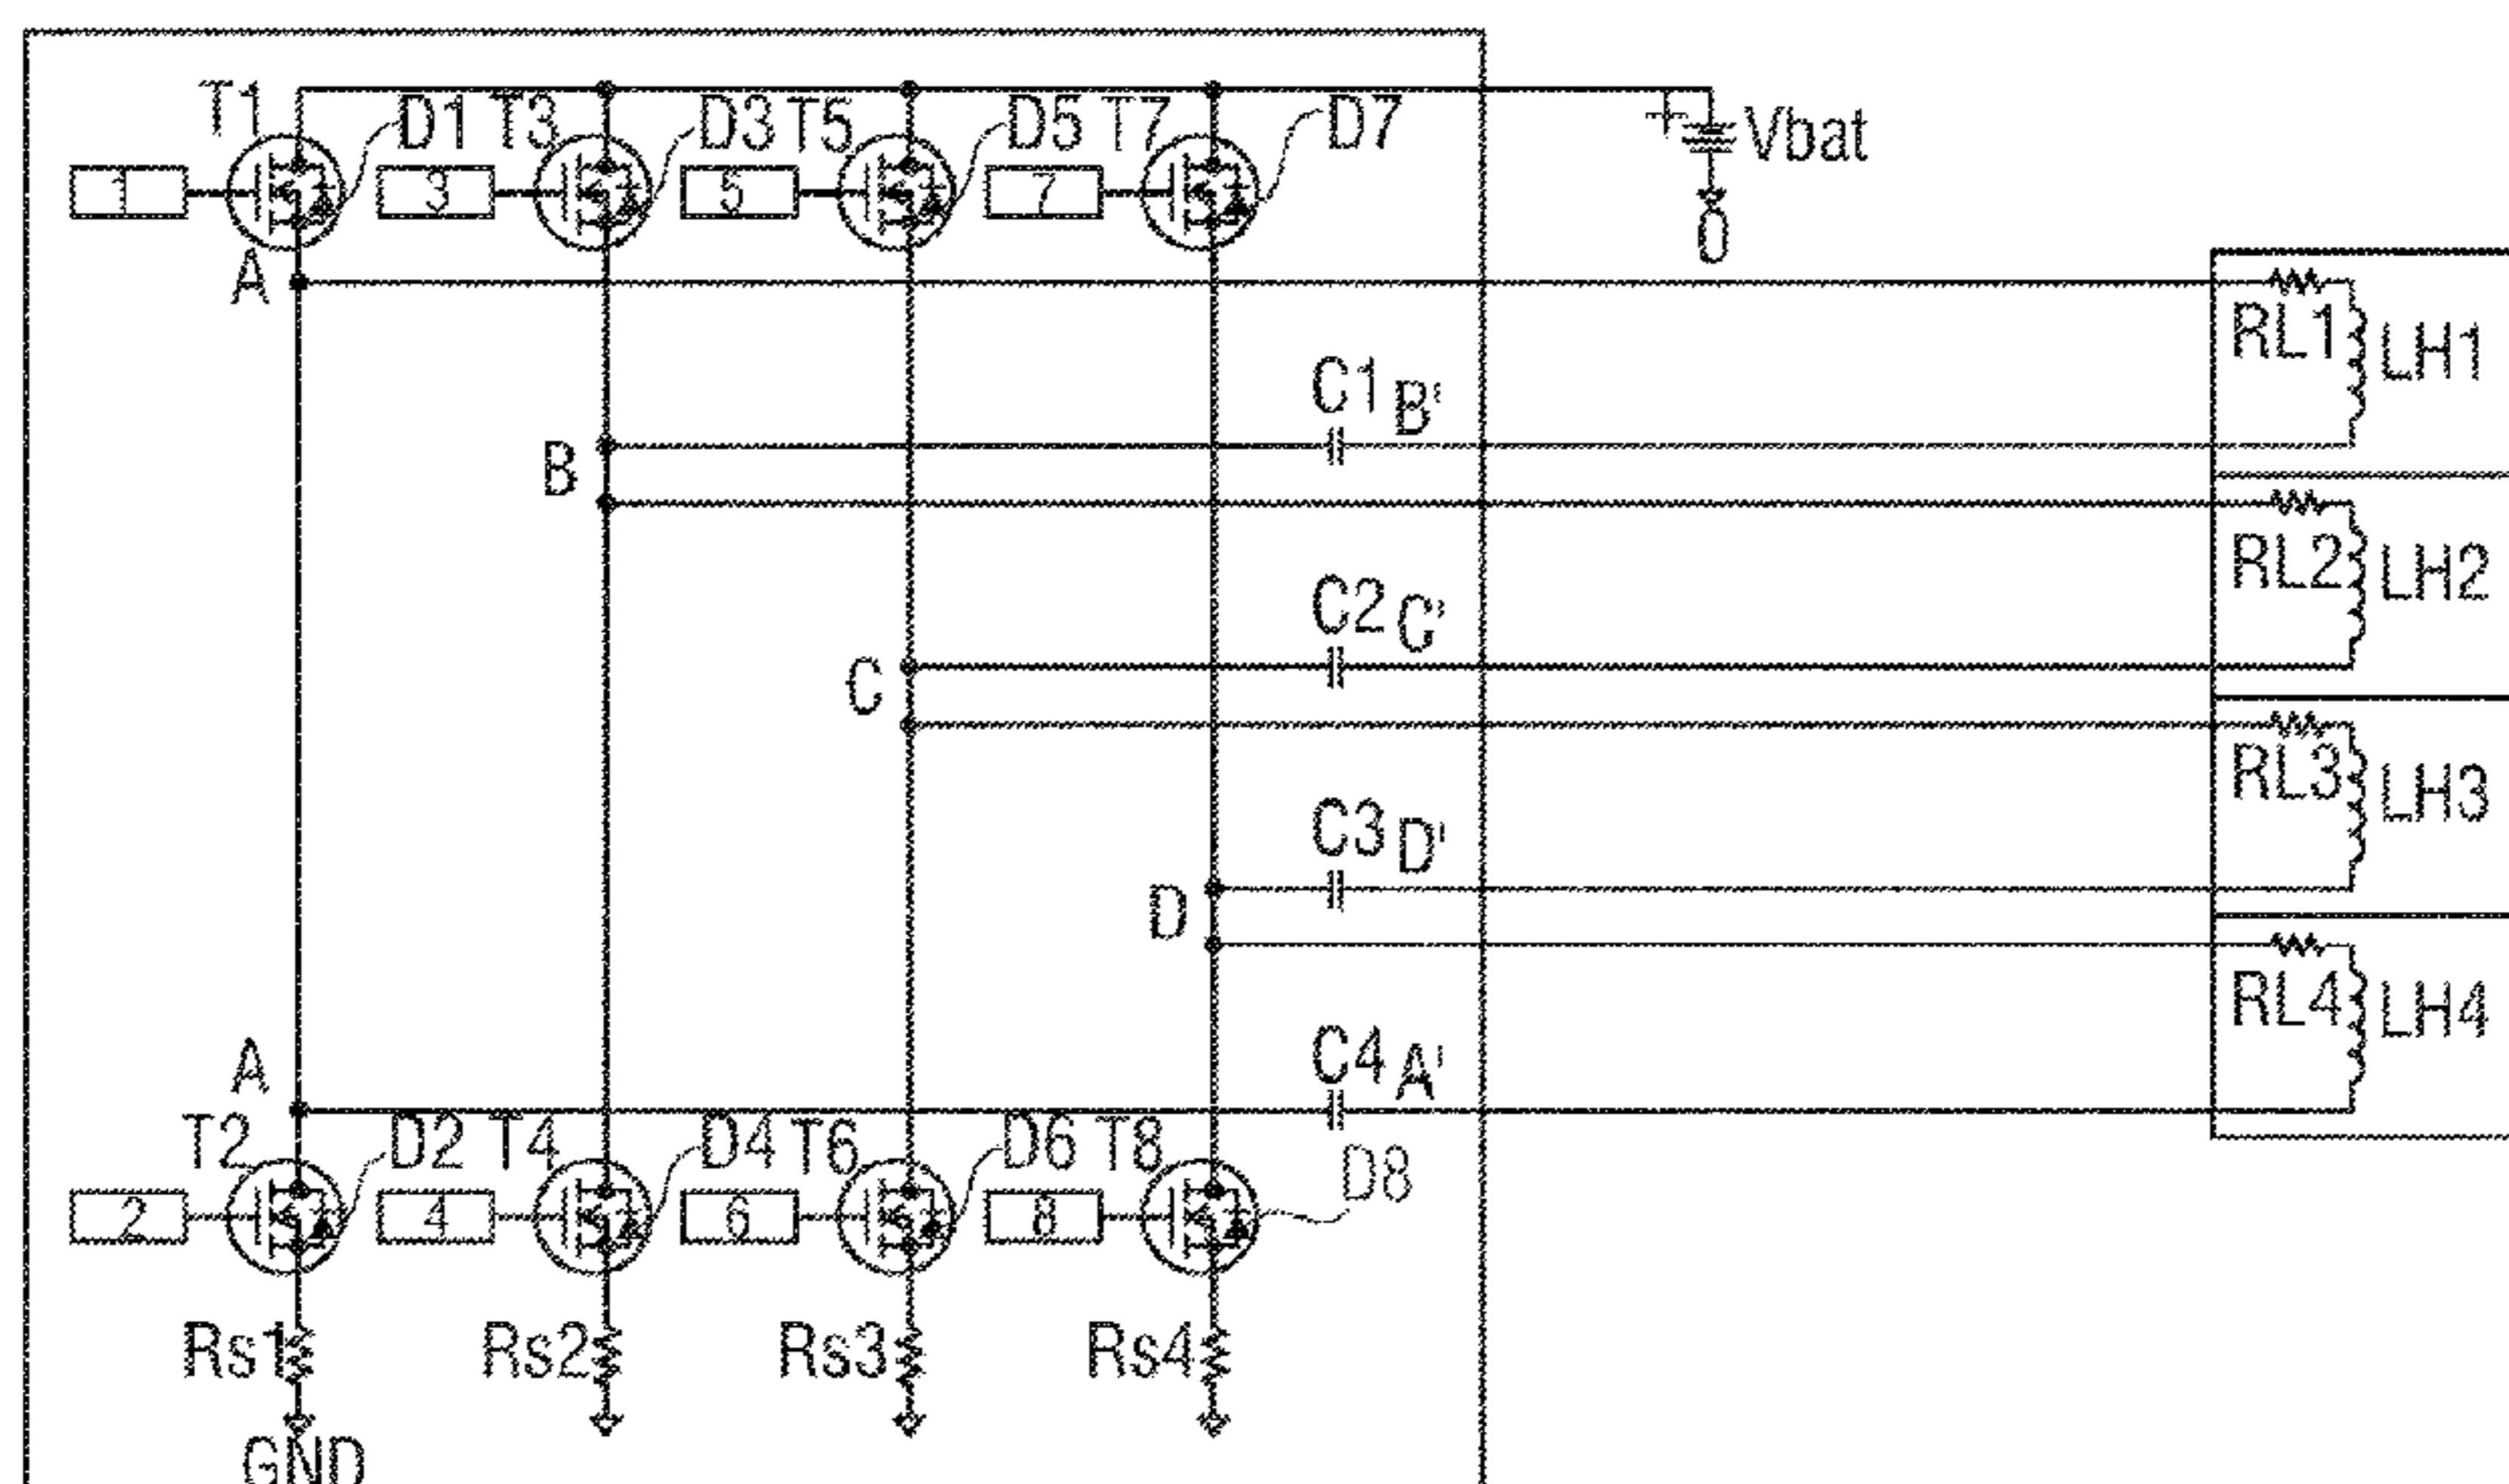 T1 D1 T3 D3 T5 D5 T7 D7 + Vbat
1 3 5 7
0
A
RL1 LH1
C1 B'
B
RL2 LH2
C2 C'
C
RL3 LH3
C3 D'
D
RL4 LH4
A C4 A'
T2 D2 T4 D4 T6 D6 T8 D8
2 4 6 8
Rs1 Rs2 Rs3 Rs4
GND